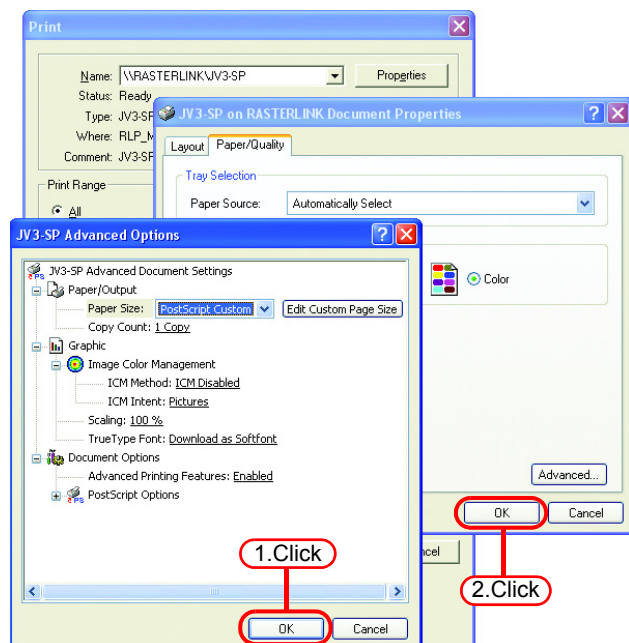 Print
Name: \\RASTERLINK\JV3-SP Properties
Status: Ready
Type: JV3-SP
Where: RLP_M
Comment: JV3-SP
Print Range
All
JV3-SP on RASTERLINK Document Properties
Layout Paper/Quality
Tray Selection
Paper Source: Automatically Select
Color
Advanced...
OK Cancel
2.Click
JV3-SP Advanced Options
JV3-SP Advanced Document Settings
Paper/Output
Paper Size: PostScript Custom Edit Custom Page Size
Copy Count: 1 Copy
Graphic
Image Color Management
ICM Method: ICM Disabled
ICM Intent: Pictures
Scaling: 100 %
TrueType Font: Download as Softfont
Document Options
Advanced Printing Features: Enabled
PostScript Options
1.Click
ncel
OK Cancel